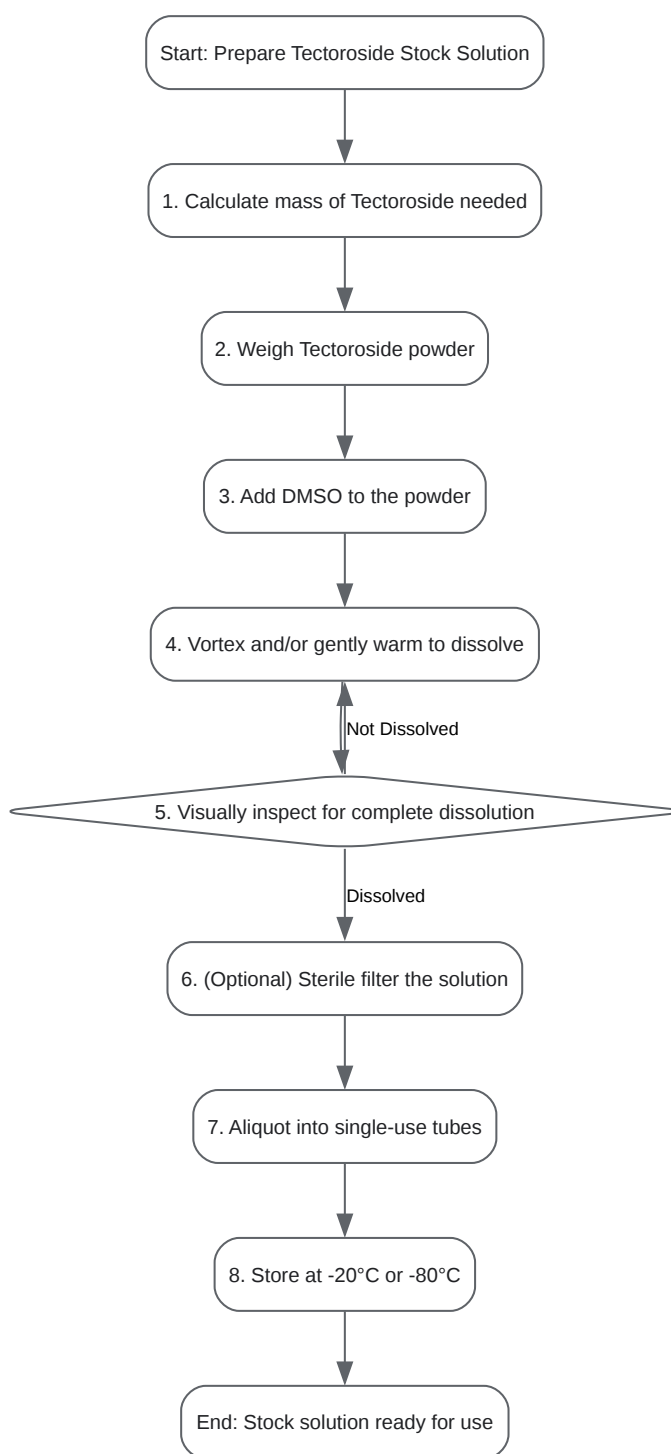 Start: Prepare Tectoroside Stock Solution
1. Calculate mass of Tectoroside needed
2. Weigh Tectoroside powder
3. Add DMSO to the powder
4. Vortex and/or gently warm to dissolve
Not Dissolved
5. Visually inspect for complete dissolution
Dissolved
6. (Optional) Sterile filter the solution
7. Aliquot into single-use tubes
8. Store at -20°C or -80°C
End: Stock solution ready for use